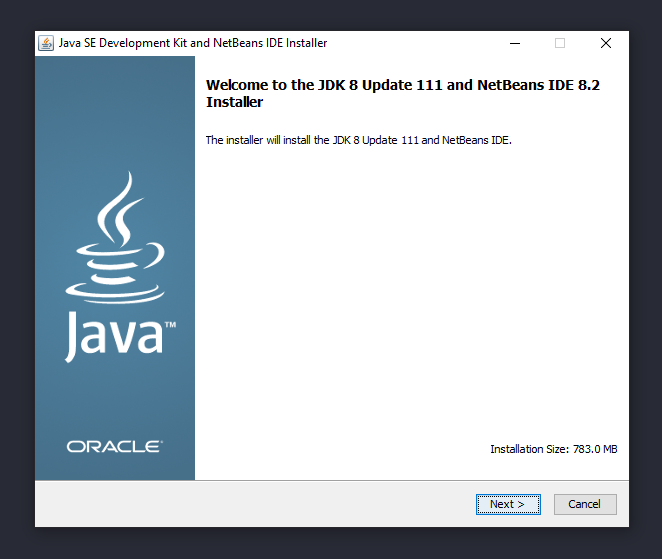 Java SE Development Kit and NetBeans IDE Installer
Welcome to the JDK 8 Update 111 and NetBeans IDE 8.2
Installer
The installer will install the JDK 8 Update 111 and NetBeans IDE.
Java™
ORACLE®
Installation Size: 783.0 MB
Next >
Cancel